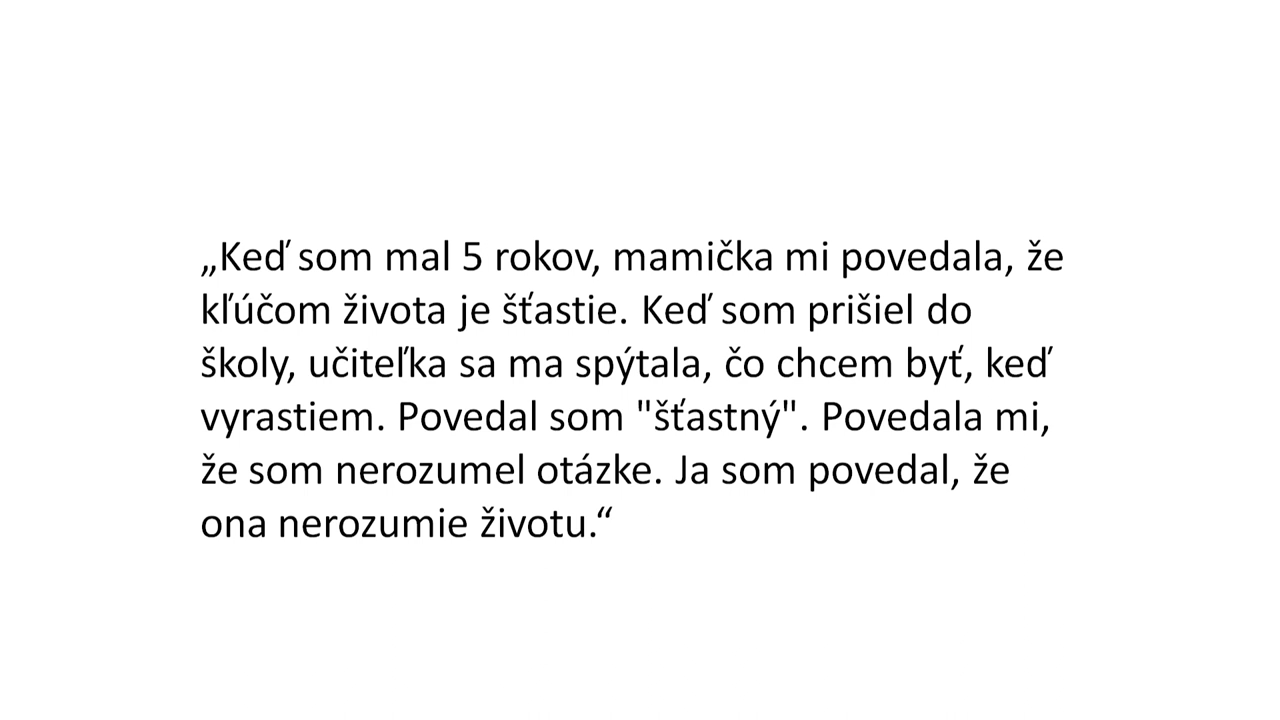 „Keď som mal 5 rokov, mamička mi povedala, že
kľúčom života je šťastie. Keď som prišiel do
školy, učiteľka sa ma spýtala, čo chcem byť, keď
vyrastiem. Povedal som "šťastný". Povedala mi,
že som nerozumel otázke. Ja som povedal, že
ona nerozumie životu.“